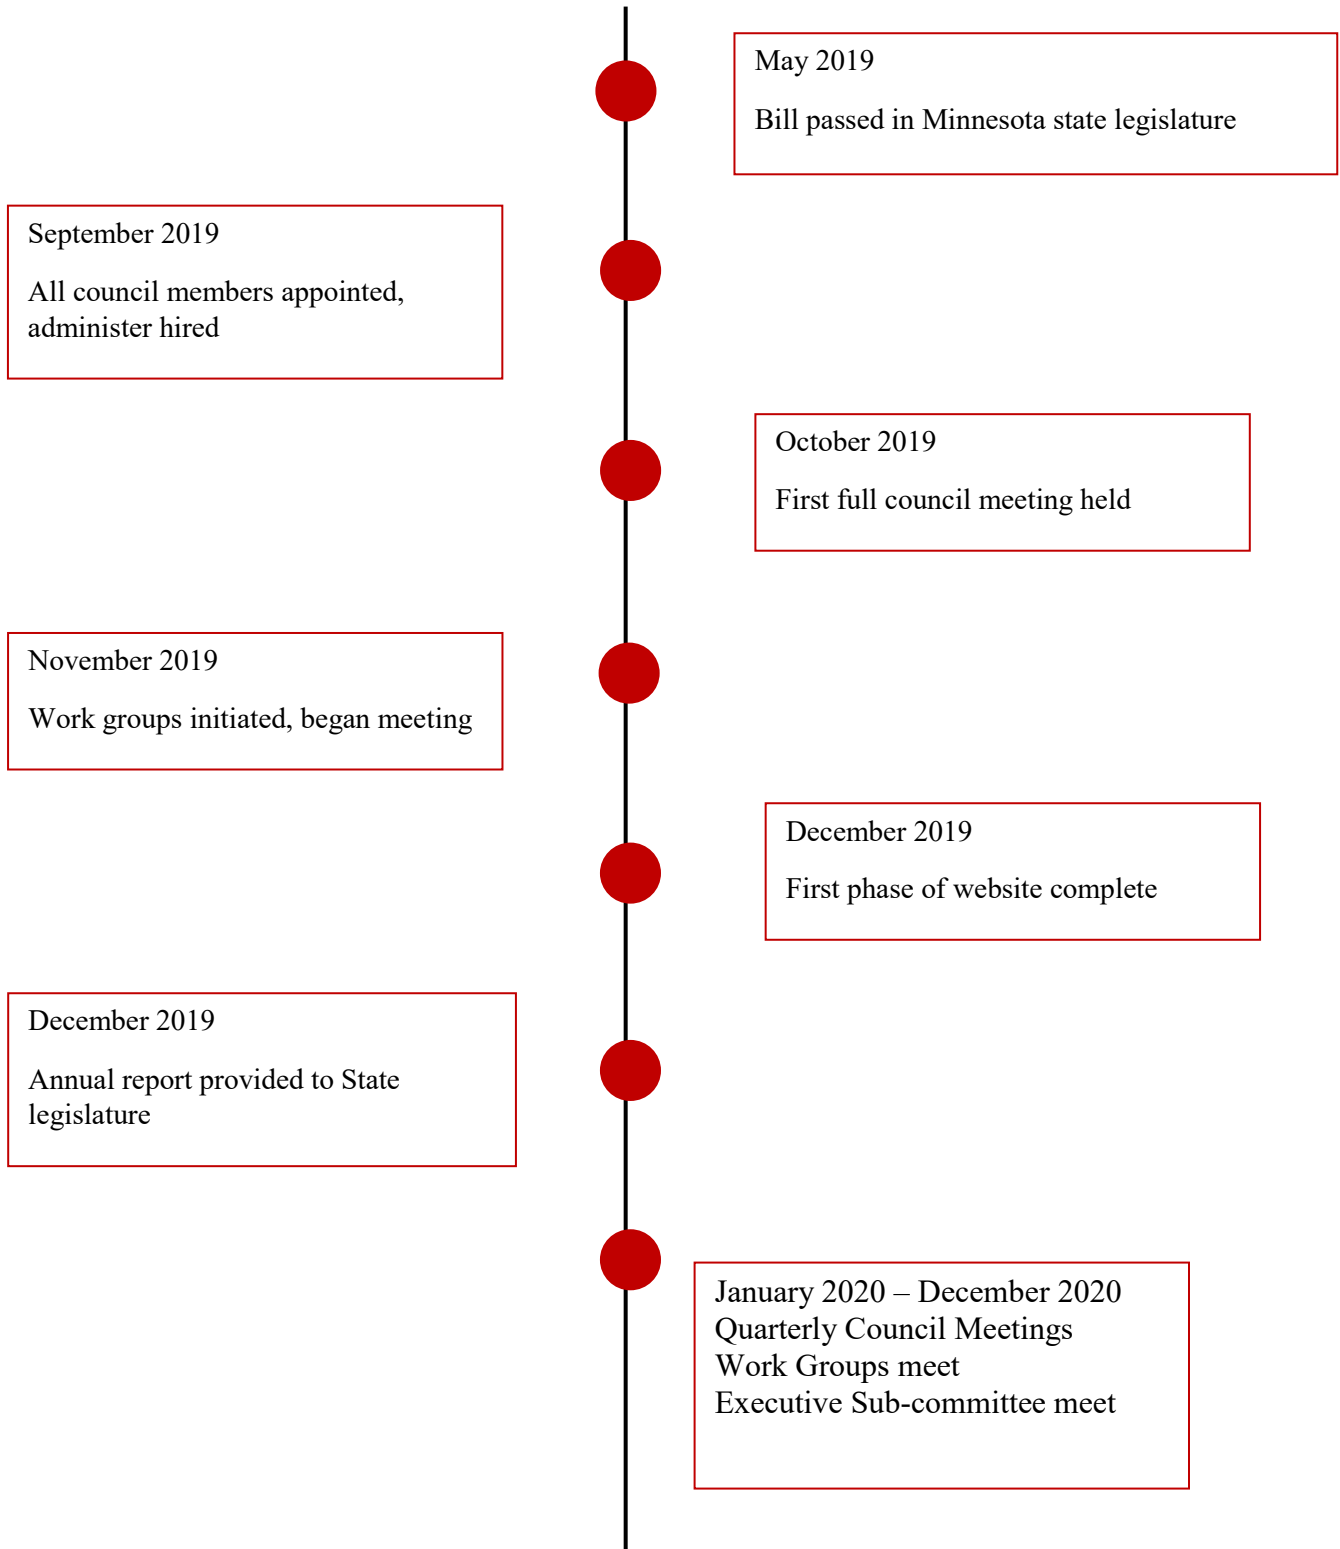 May 2019
Bill passed in Minnesota state legislature
September 2019
All council members appointed,
administer hired
October 2019
First full council meeting held
November 2019
Work groups initiated, began meeting
December 2019
First phase of website complete
December 2019
Annual report provided to State
legislature
January 2020 – December 2020
Quarterly Council Meetings
Work Groups meet
Executive Sub-committee meet